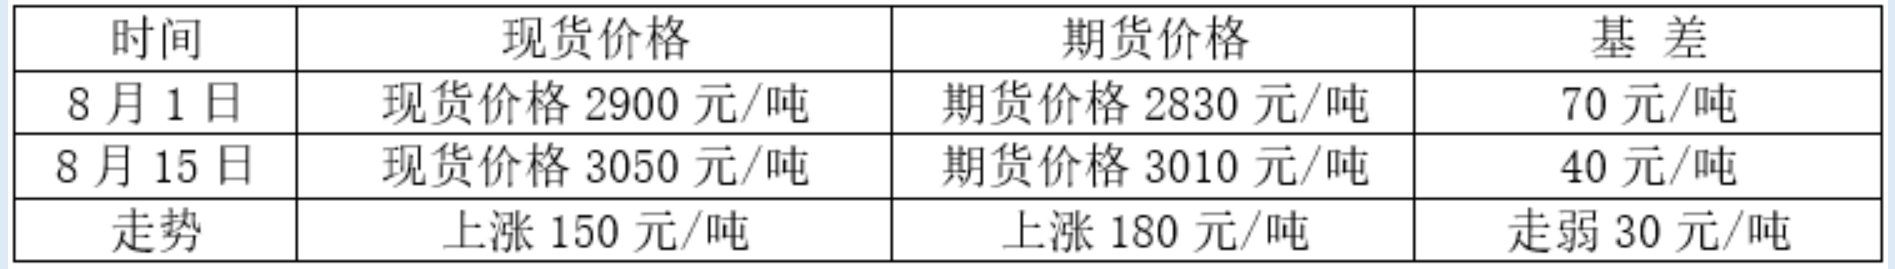 时间 现货价格 期货价格 基 差
8 月 1 日 现货价格 2900 元/吨 期货价格 2830 元/吨 70 元/吨
8 月 15 日 现货价格 3050 元/吨 期货价格 3010 元/吨 40 元/吨
走势 上涨 150 元/吨 上涨 180 元/吨 走弱 30 元/吨